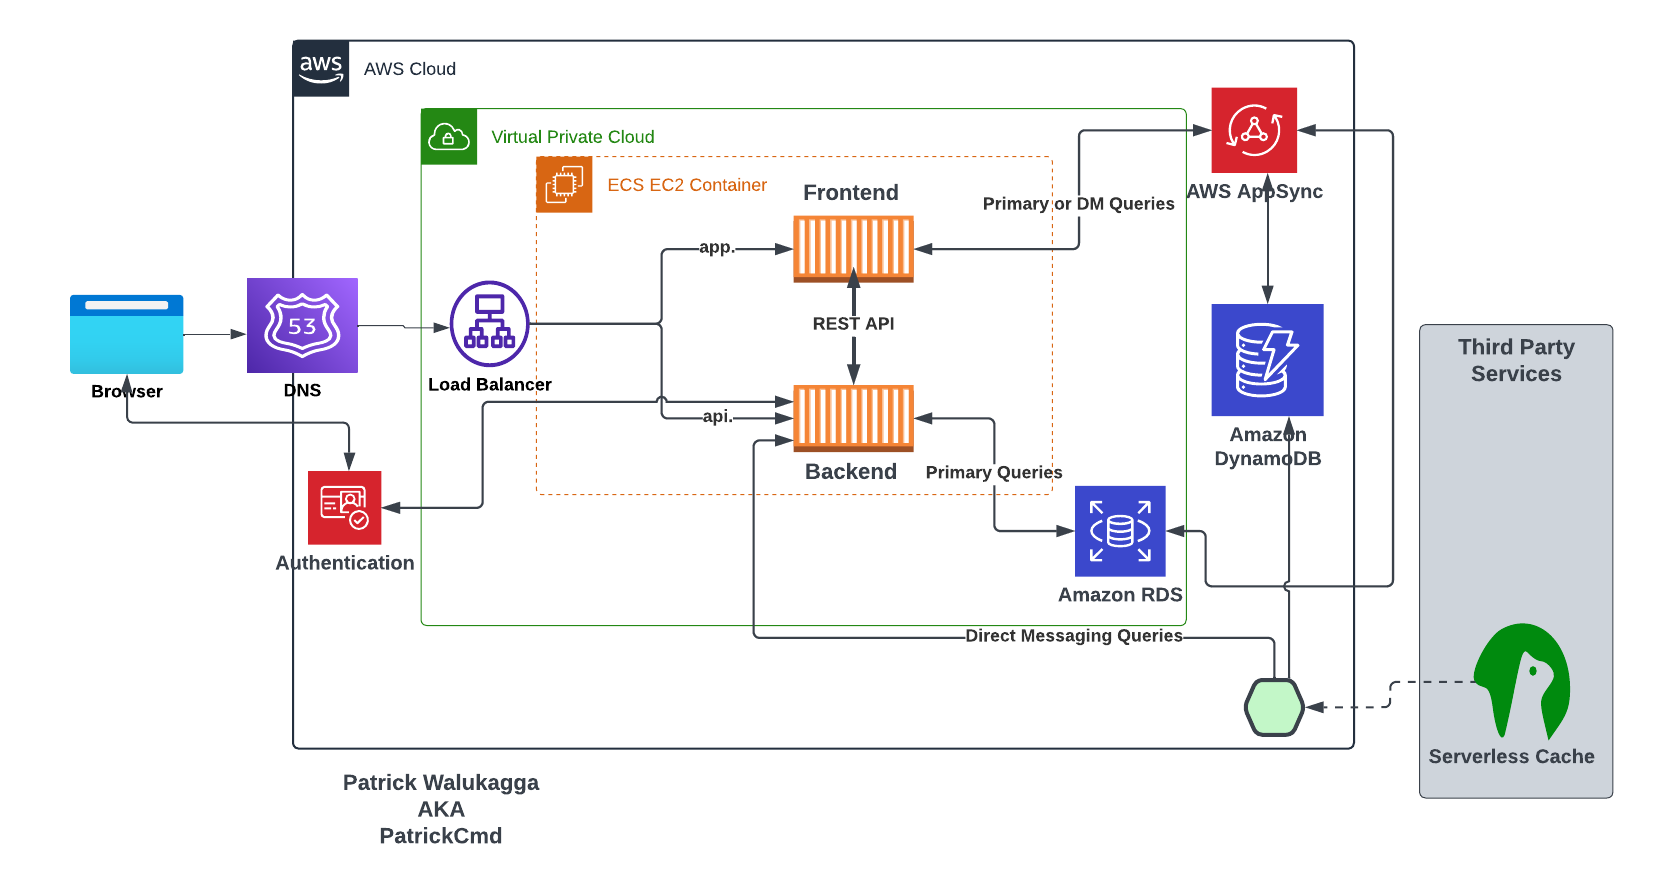 aws
AWS Cloud
Virtual Private Cloud
ECS EC2 Container
Frontend
Primary or DM Queries
AWS AppSync
app.
53
REST API
Third Party
Services
Browser
DNS
Load Balancer
api.
Backend
Primary Queries
Amazon
DynamoDB
Authentication
Amazon RDS
Direct Messaging Queries
Serverless Cache
Patrick Walukagga
AKA
PatrickCmd